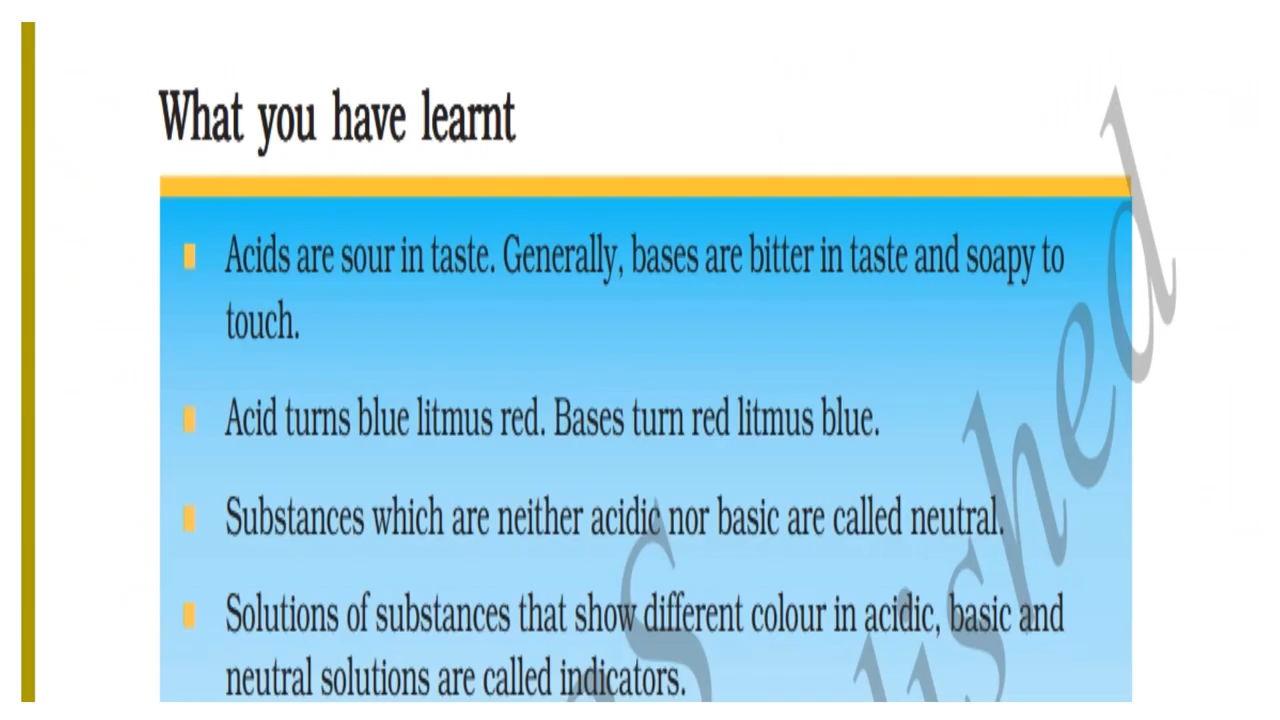 What you have learnt
Acids are sour in taste. Generally, bases are bitter in taste and soapy to
touch.
Acid turns blue litmus red. Bases turn red litmus blue.
Substances which are neither acidic nor basic are called neutral.
Solutions of substances that show different colour in acidic, basic and
neutral solutions are called indicators.